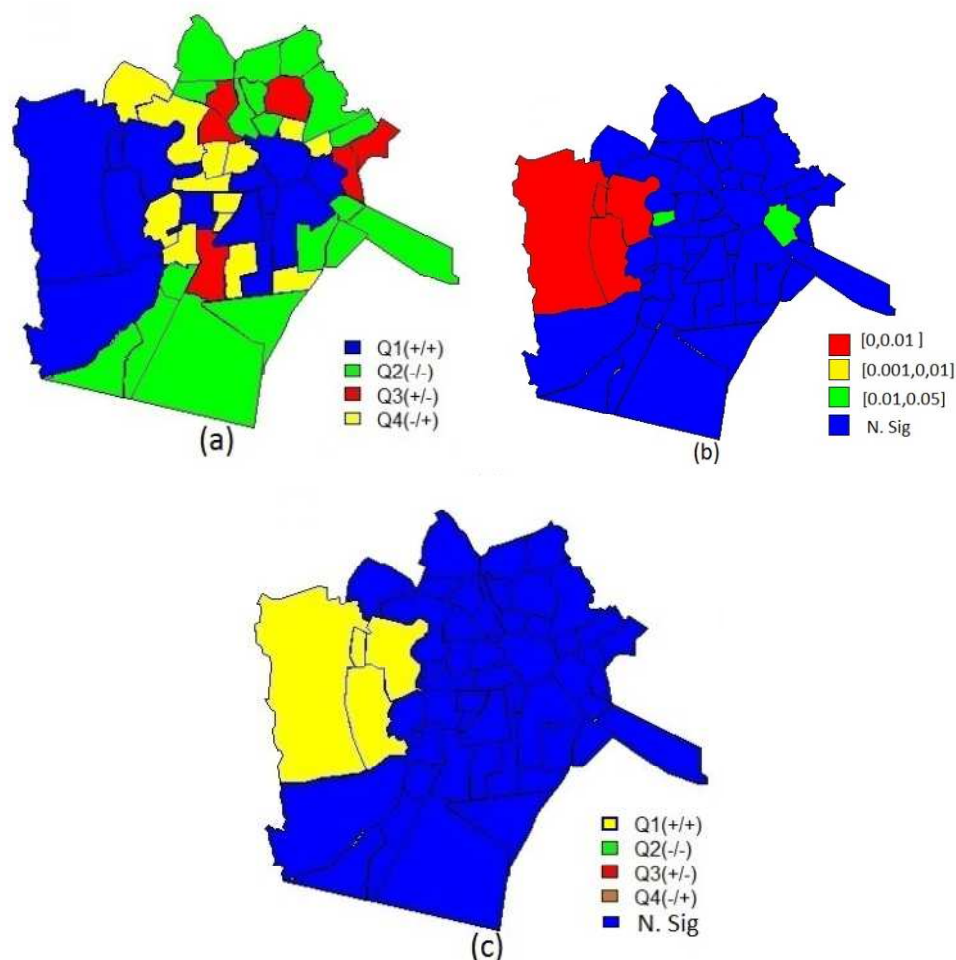 Q1(+/+)
Q2(-/-)
Q3(+/-)
Q4(-/+)
(a)
[0,0.01 ]
[0.001,0,01]
[0.01,0.05]
N. Sig
(b)
Q1(+/+)
Q2(-/-)
Q3(+/-)
Q4(-/+)
N. Sig
(c)